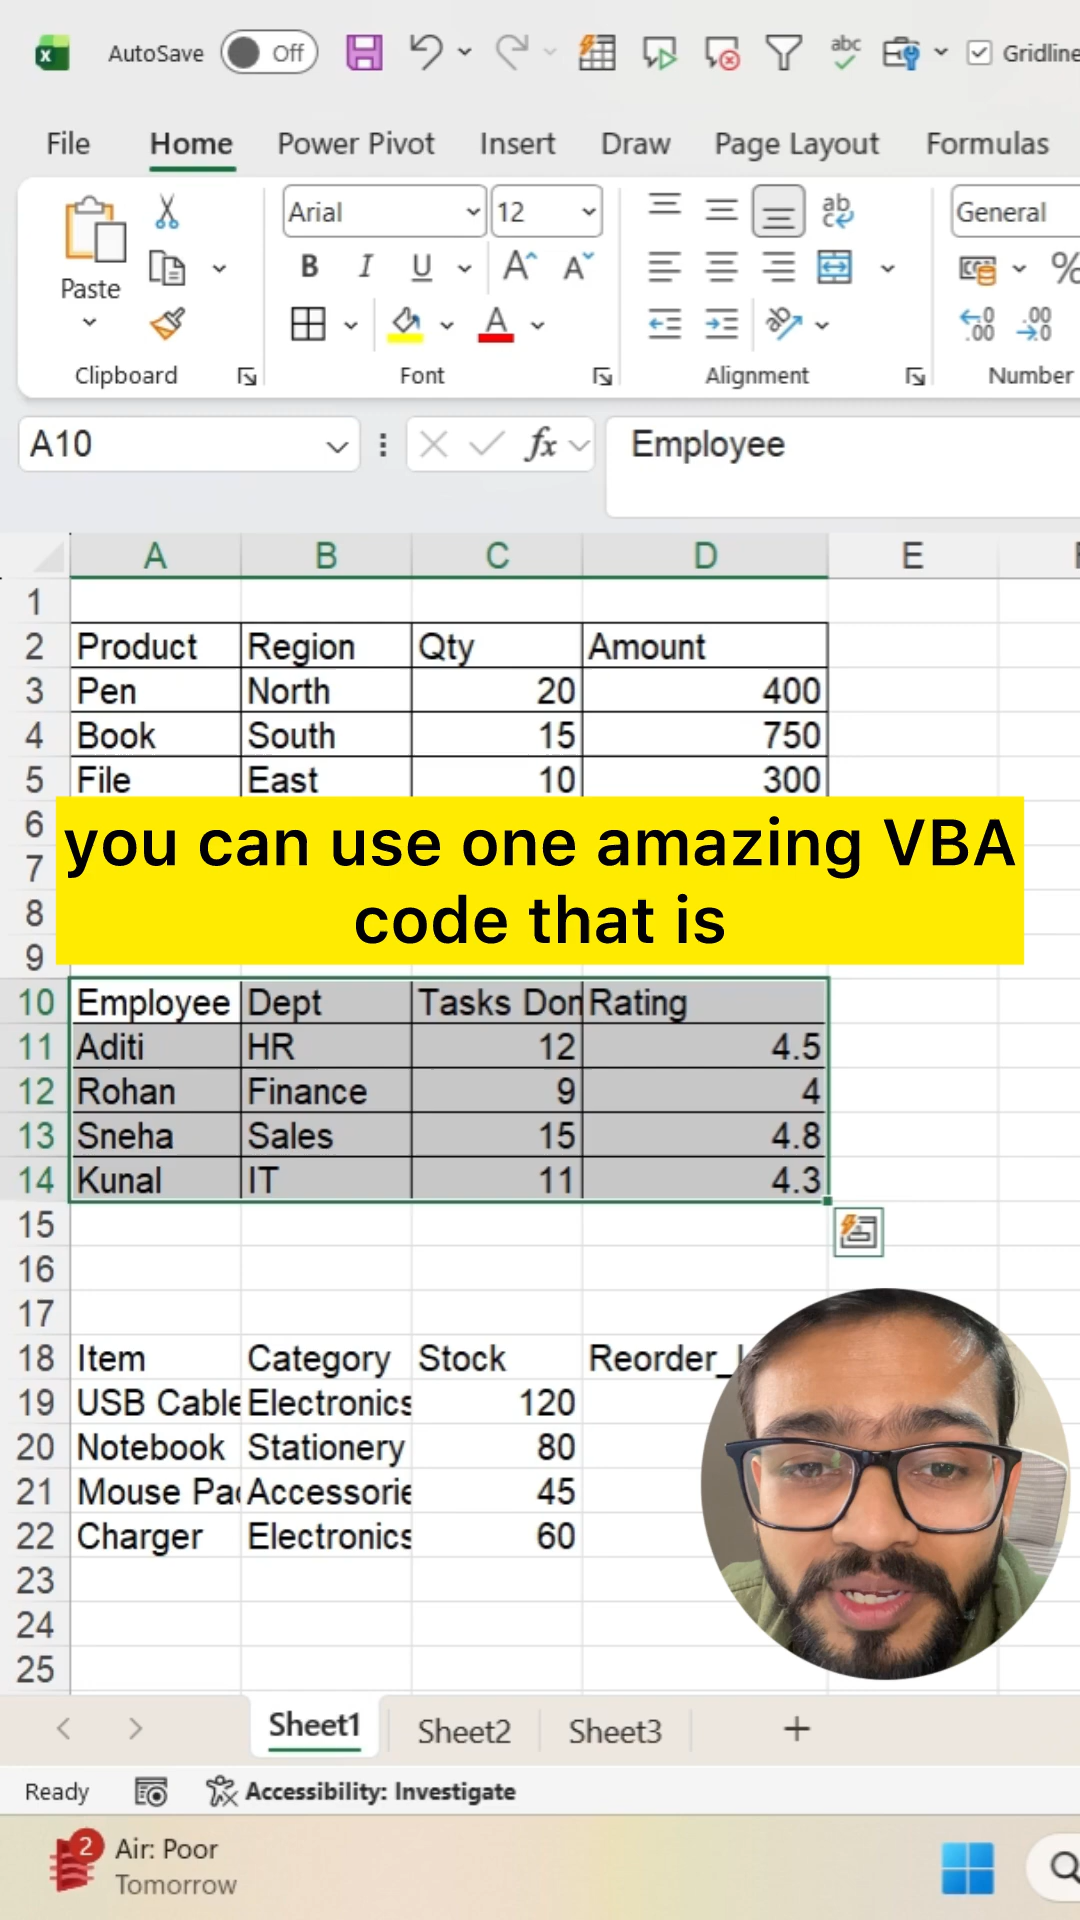 AutoSave Off Gridline
File Home Power Pivot Insert Draw Page Layout Formulas
Paste
Arial 12
General
Clipboard Font Alignment Number
A10 fx Employee
A B C D E
1
2 Product Region Qty Amount
3 Pen North 20 400
4 Book South 15 750
5 File East 10 300
6
7
8
9
you can use one amazing VBA
code that is
10 Employee Dept Tasks Don Rating
11 Aditi HR 12 4.5
12 Rohan Finance 9 4
13 Sneha Sales 15 4.8
14 Kunal IT 11 4.3
15
16
17
18 Item Category Stock Reorder_
19 USB Cable Electronics 120
20 Notebook Stationery 80
21 Mouse Pad Accessorie 45
22 Charger Electronics 60
23
24
25
Sheet1 Sheet2 Sheet3
Ready Accessibility: Investigate
2 Air: Poor
Tomorrow